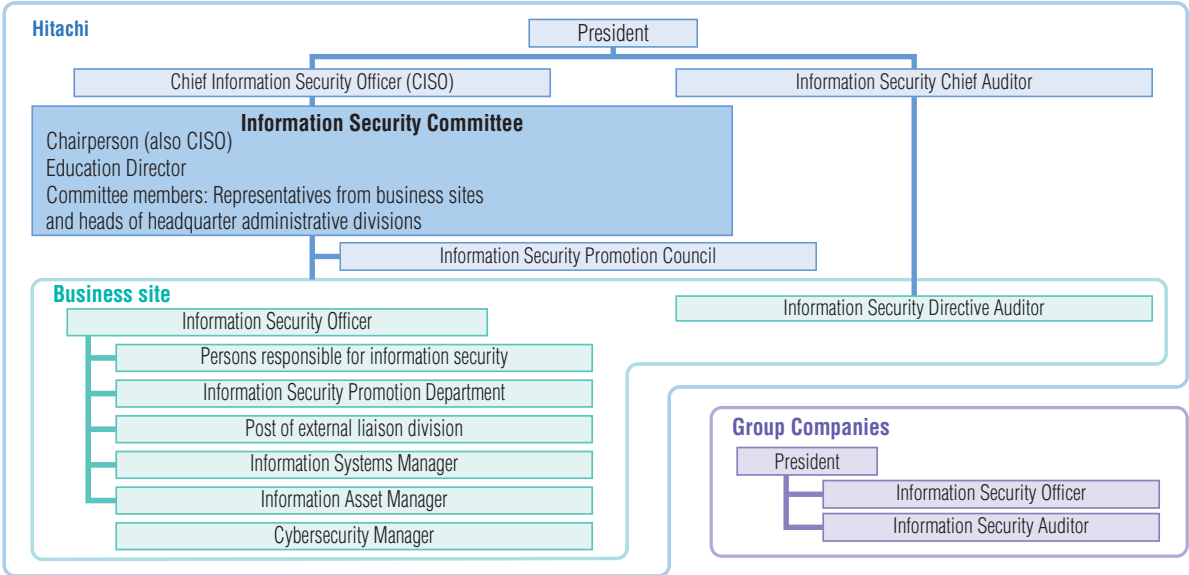 Hitachi
President
Chief Information Security Officer (CISO)
Information Security Chief Auditor
Information Security Committee
Chairperson (also CISO)
Education Director
Committee members: Representatives from business sites
and heads of headquarter administrative divisions
Information Security Promotion Council
Business site
Information Security Officer
Information Security Directive Auditor
Persons responsible for information security
Information Security Promotion Department
Post of external liaison division
Information Systems Manager
Information Asset Manager
Cybersecurity Manager
Group Companies
President
Information Security Officer
Information Security Auditor